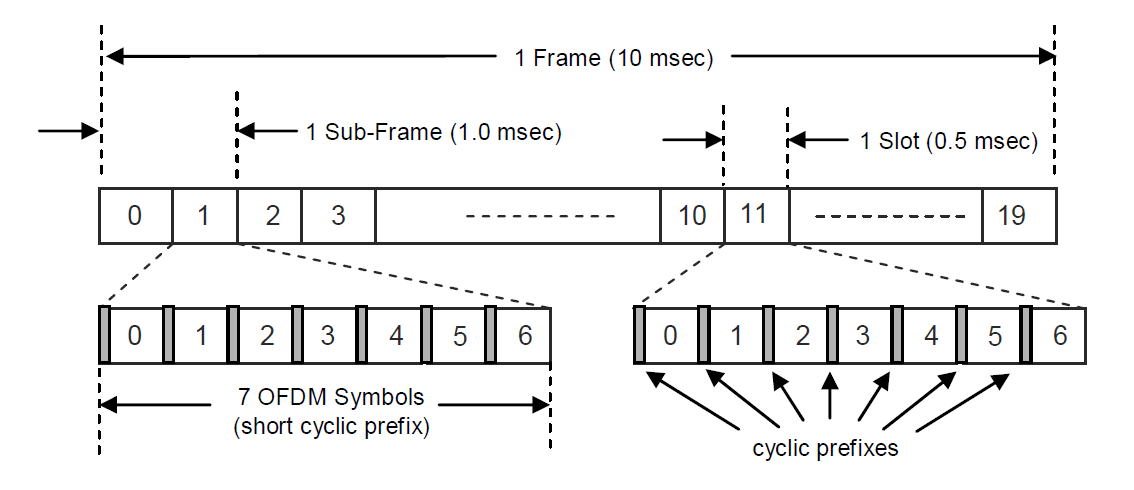 1 Frame (10 msec)
1 Sub-Frame (1.0 msec)
1 Slot (0.5 msec)
0 1 2 3 10 11 19
0 1 2 3 4 5 6 0 1 2 3 4 5 6
7 OFDM Symbols
(short cyclic prefix)
cyclic prefixes